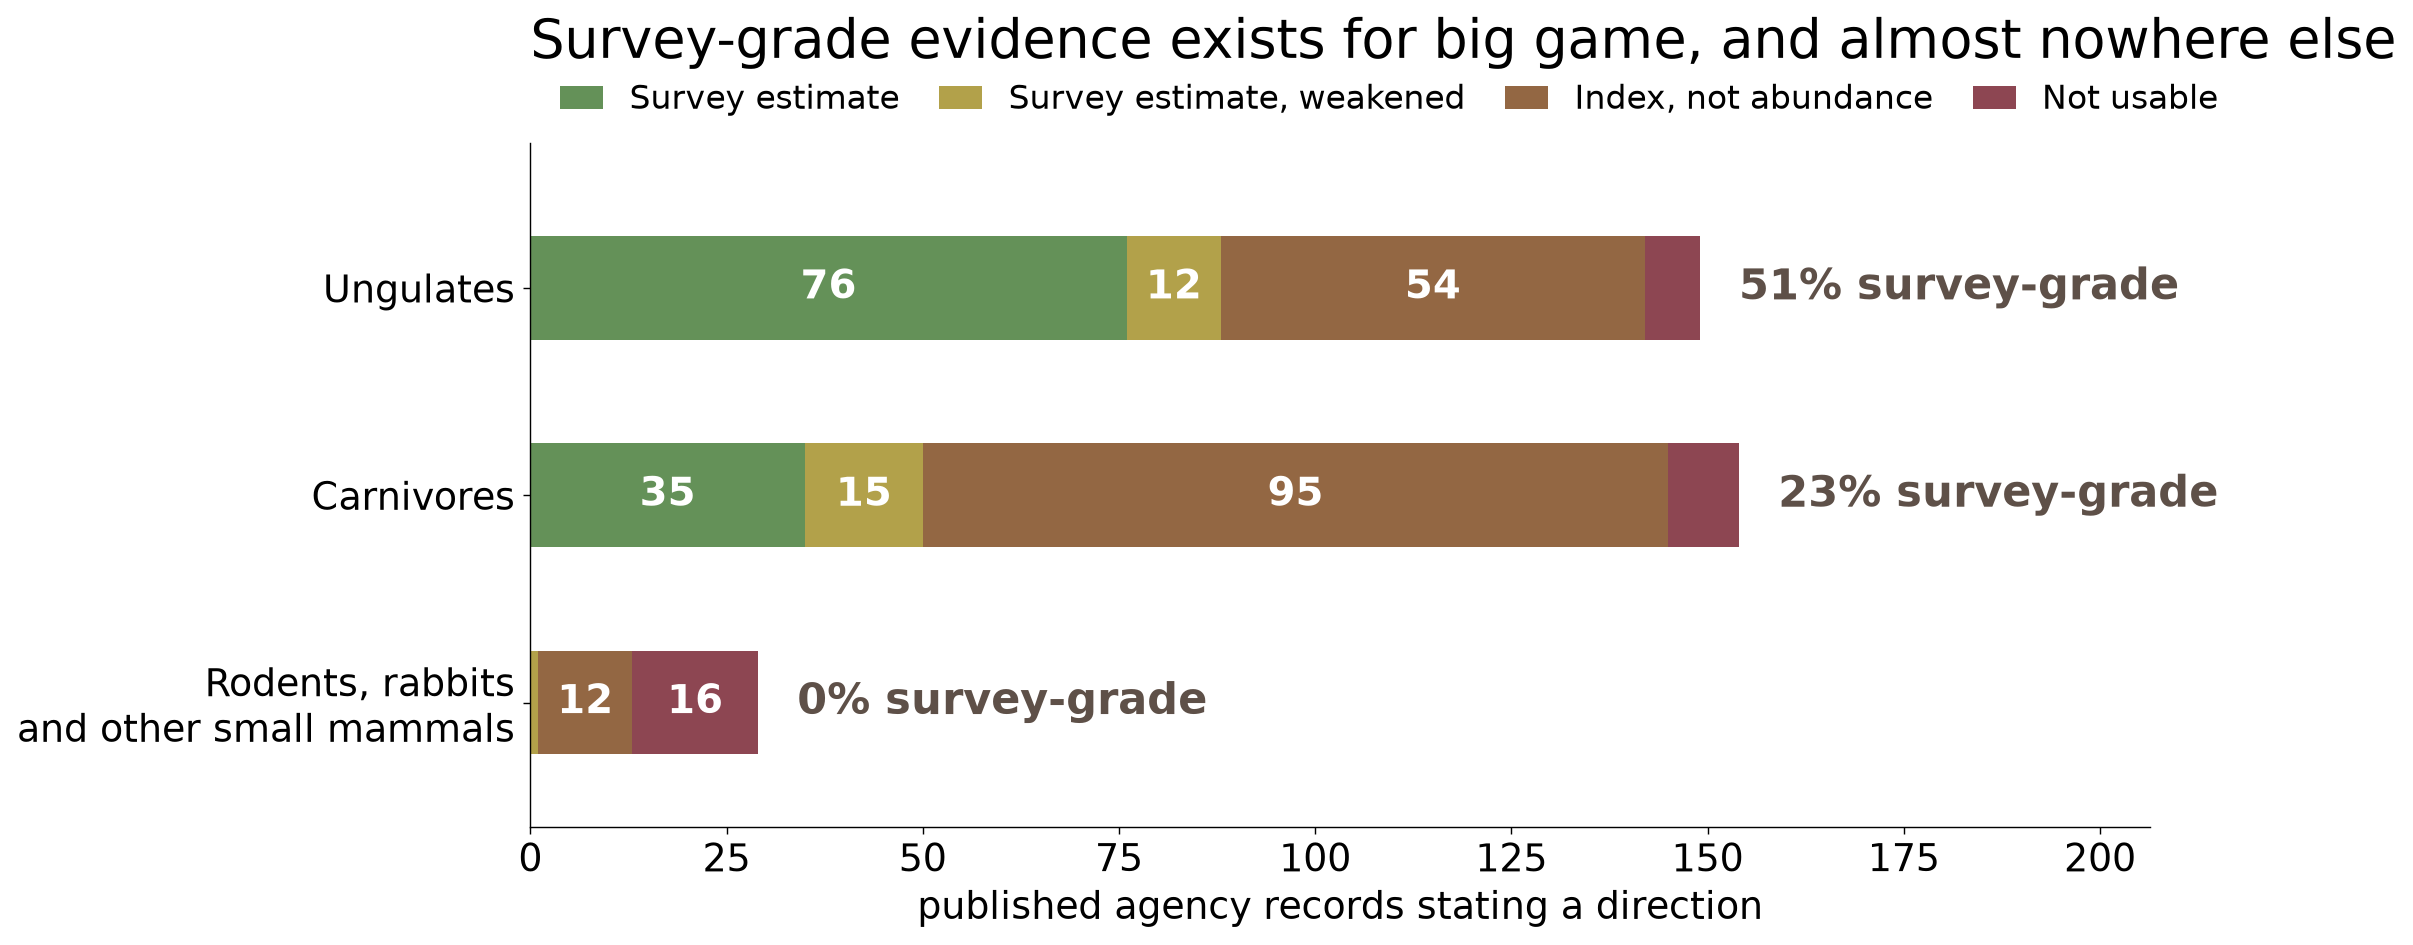 Survey-grade evidence exists for big game, and almost nowhere else
Survey estimate
Survey estimate, weakened
Index, not abundance
Not usable
Ungulates
76
12
54
51% survey-grade
Carnivores
35
15
95
23% survey-grade
Rodents, rabbits
and other small mammals
12
16
0% survey-grade
0 25 50 75 100 125 150 175 200
published agency records stating a direction